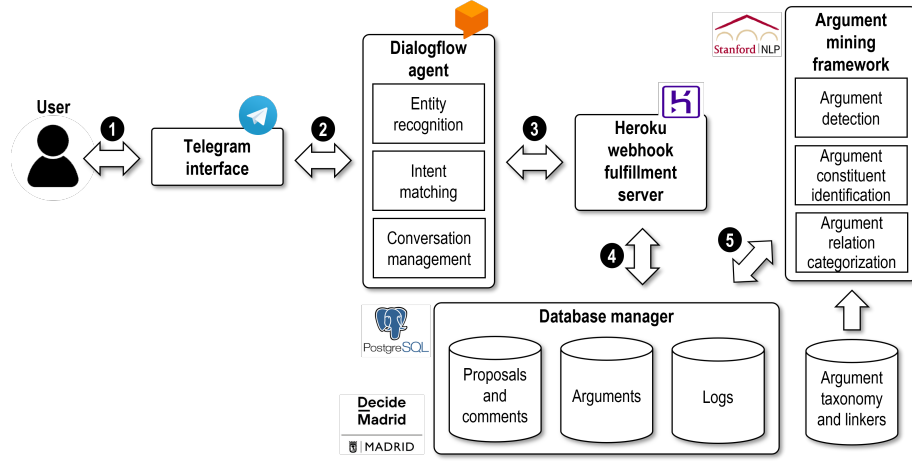 User
1
Telegram
interface
2
Dialogflow
agent
Entity
recognition
Intent
matching
Conversation
management
3
Heroku
webhook
fulfillment
server
4
5
Stanford NLP
Argument
mining
framework
Argument
detection
Argument
constituent
identification
Argument
relation
categorization
PostgreSQL
Decide
Madrid
MADRID
Database manager
Proposals
and
comments
Arguments
Logs
Argument
taxonomy
and linkers